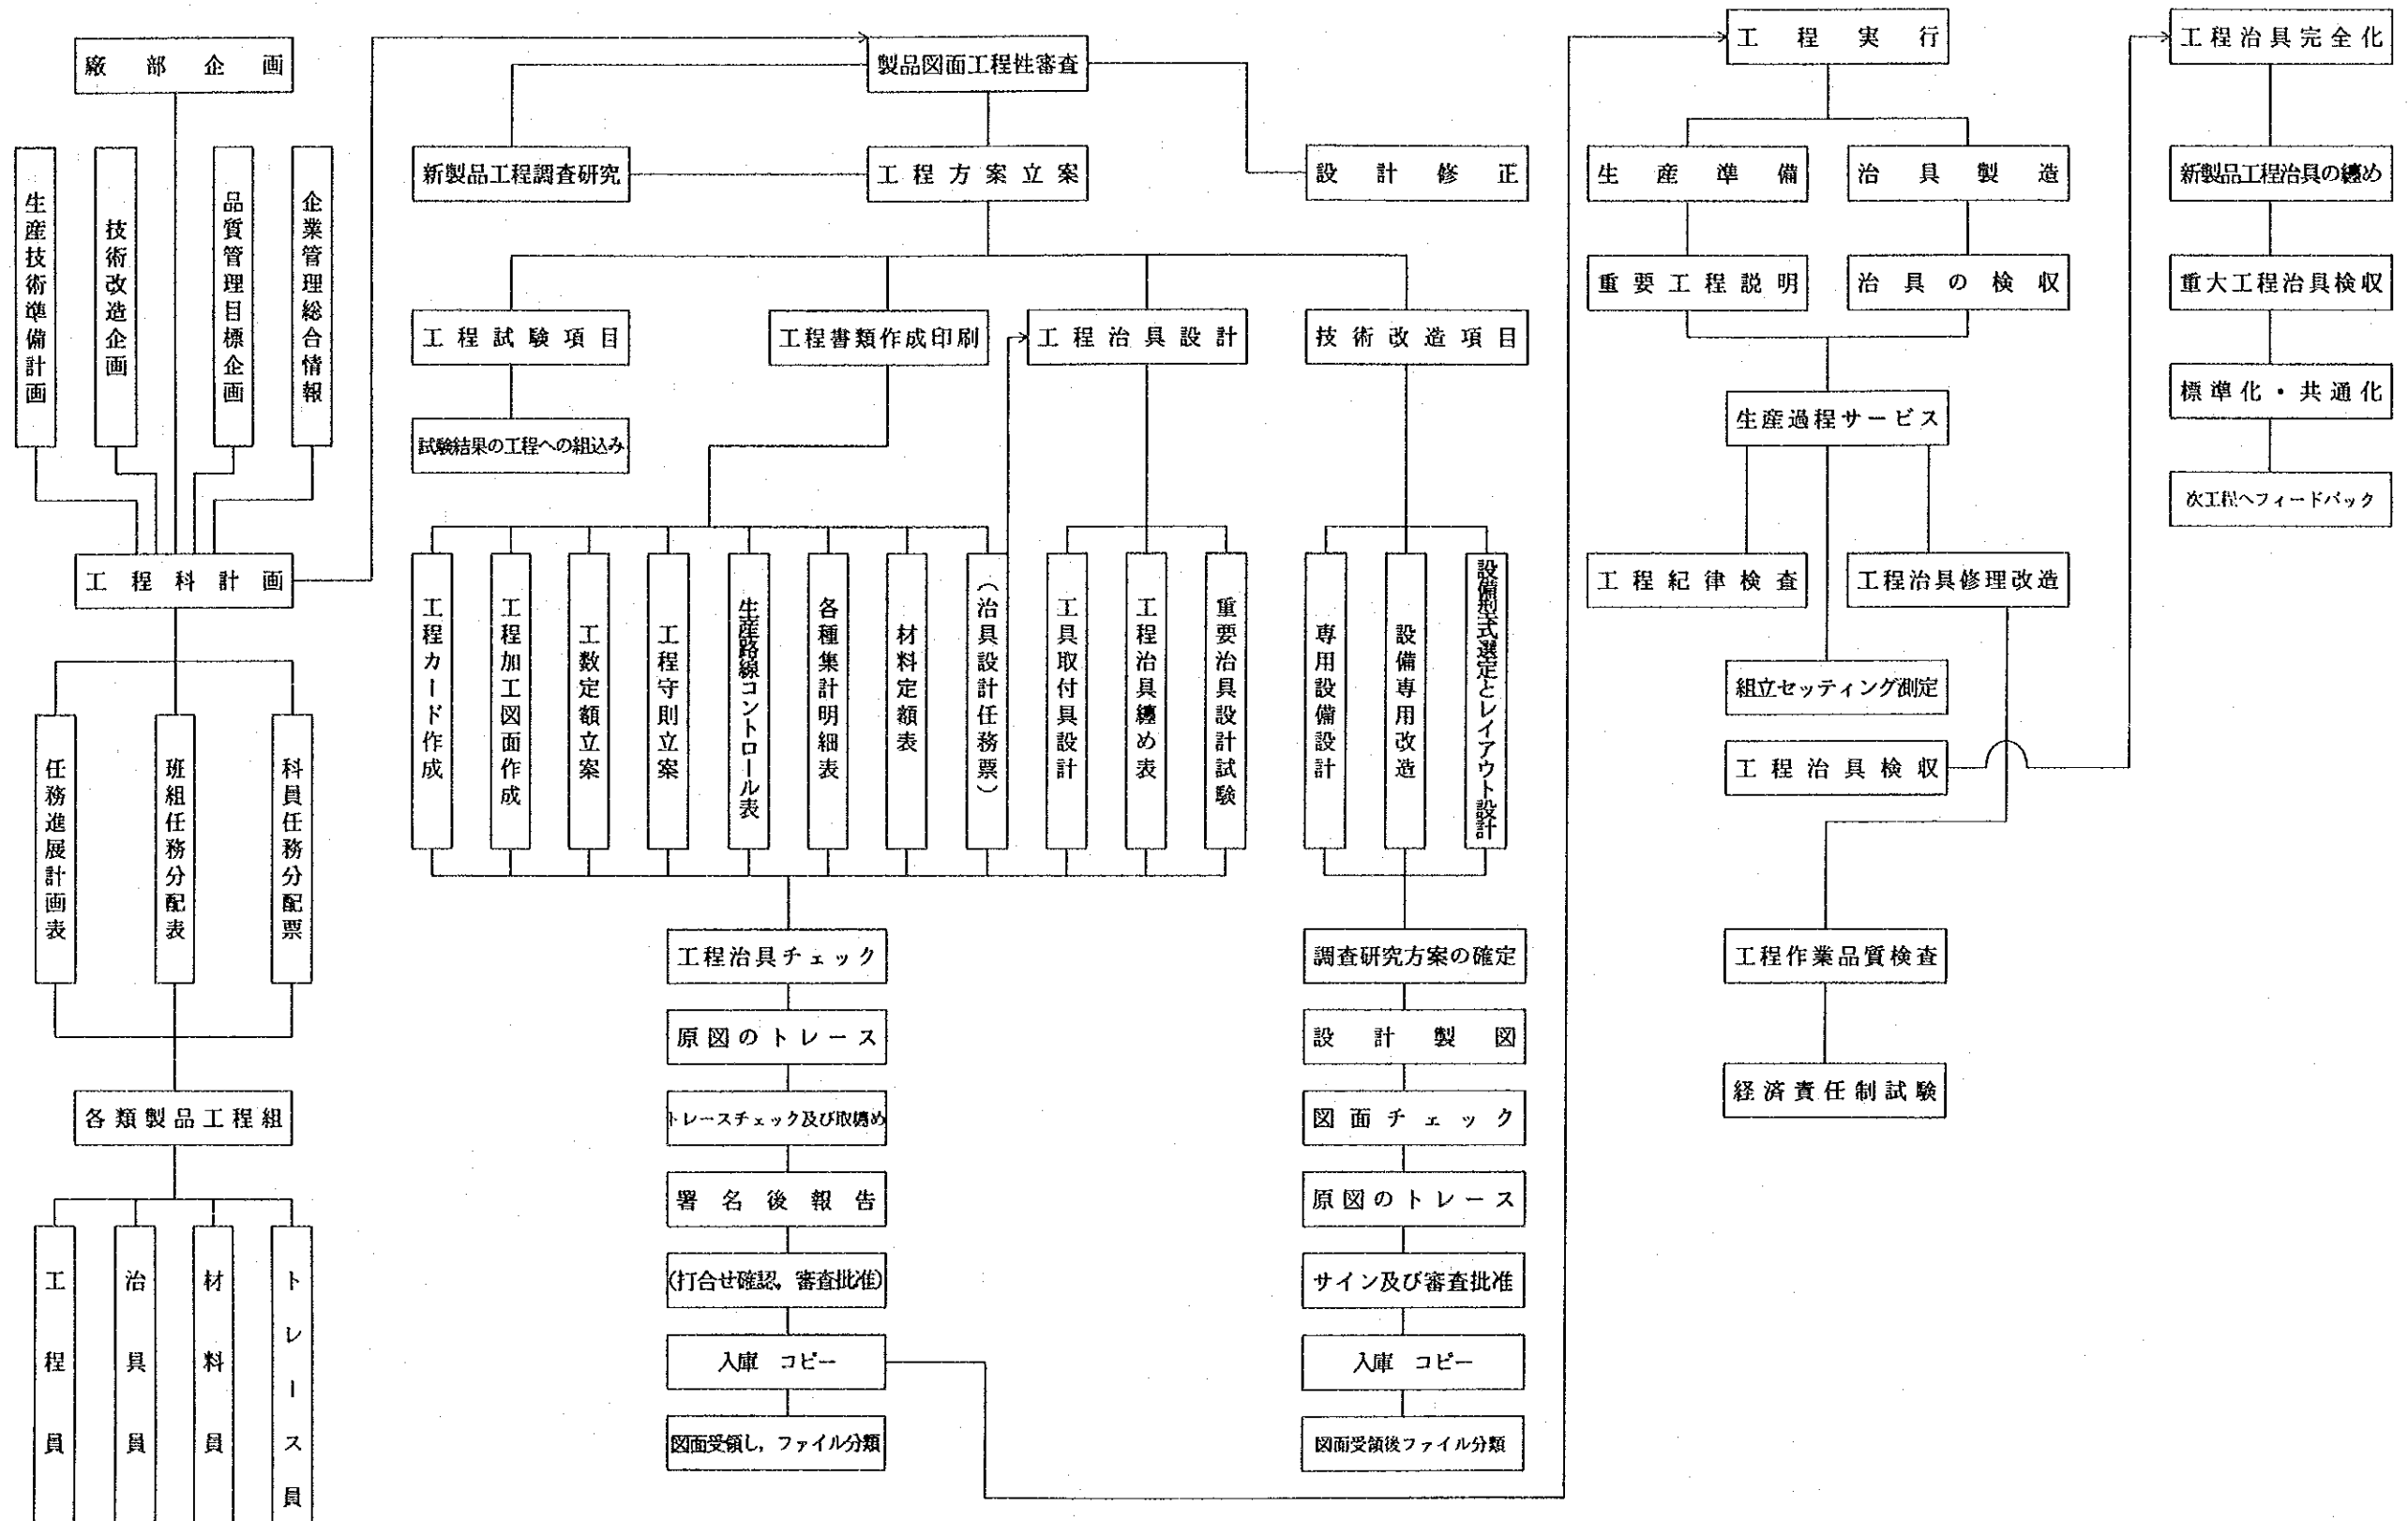 廠部企画
生産技術準備計画
技術改造企画
品質管理目標企画
企業管理総合情報
工程科計画
任務進展計画表
班組任務分配表
科員任務分配票
各類製品工程組
工程員
治具員
材料員
トレース員
製品図面工程性審査
新製品工程調査研究
工程方案立案
設計修正
工程試験項目
工程書類作成印刷
工程治具設計
技術改造項目
試験結果の工程への組込み
工程カード作成
工程加工図面作成
工数定額立案
工程守則立案
生産路線コントロール表
各種集計明細表
材料定額表
(治具設計任務票)
工具取付具設計
工程治具纏め表
重要治具設計試験
専用設備設計
設備専用改造
設備型式選定とレイアウト設計
工程治具チェック
原図のトレース
トレースチェック及び取纏め
署名後報告
(打合せ確認,審査批准)
入庫 コピー
図面受領し,ファイル分類
調査研究方案の確定
設計製図
図面チェック
原図のトレース
サイン及び審査批准
入庫 コピー
図面受領後ファイル分類
工程実行
生産準備
治具製造
重要工程説明
治具の検収
生産過程サービス
工程紀律検査
工程治具修理改造
組立セッティング測定
工程治具検収
工程作業品質検査
経済責任制試験
工程治具完全化
新製品工程治具の纏め
重大工程治具検収
標準化・共通化
次工程へフィードバック